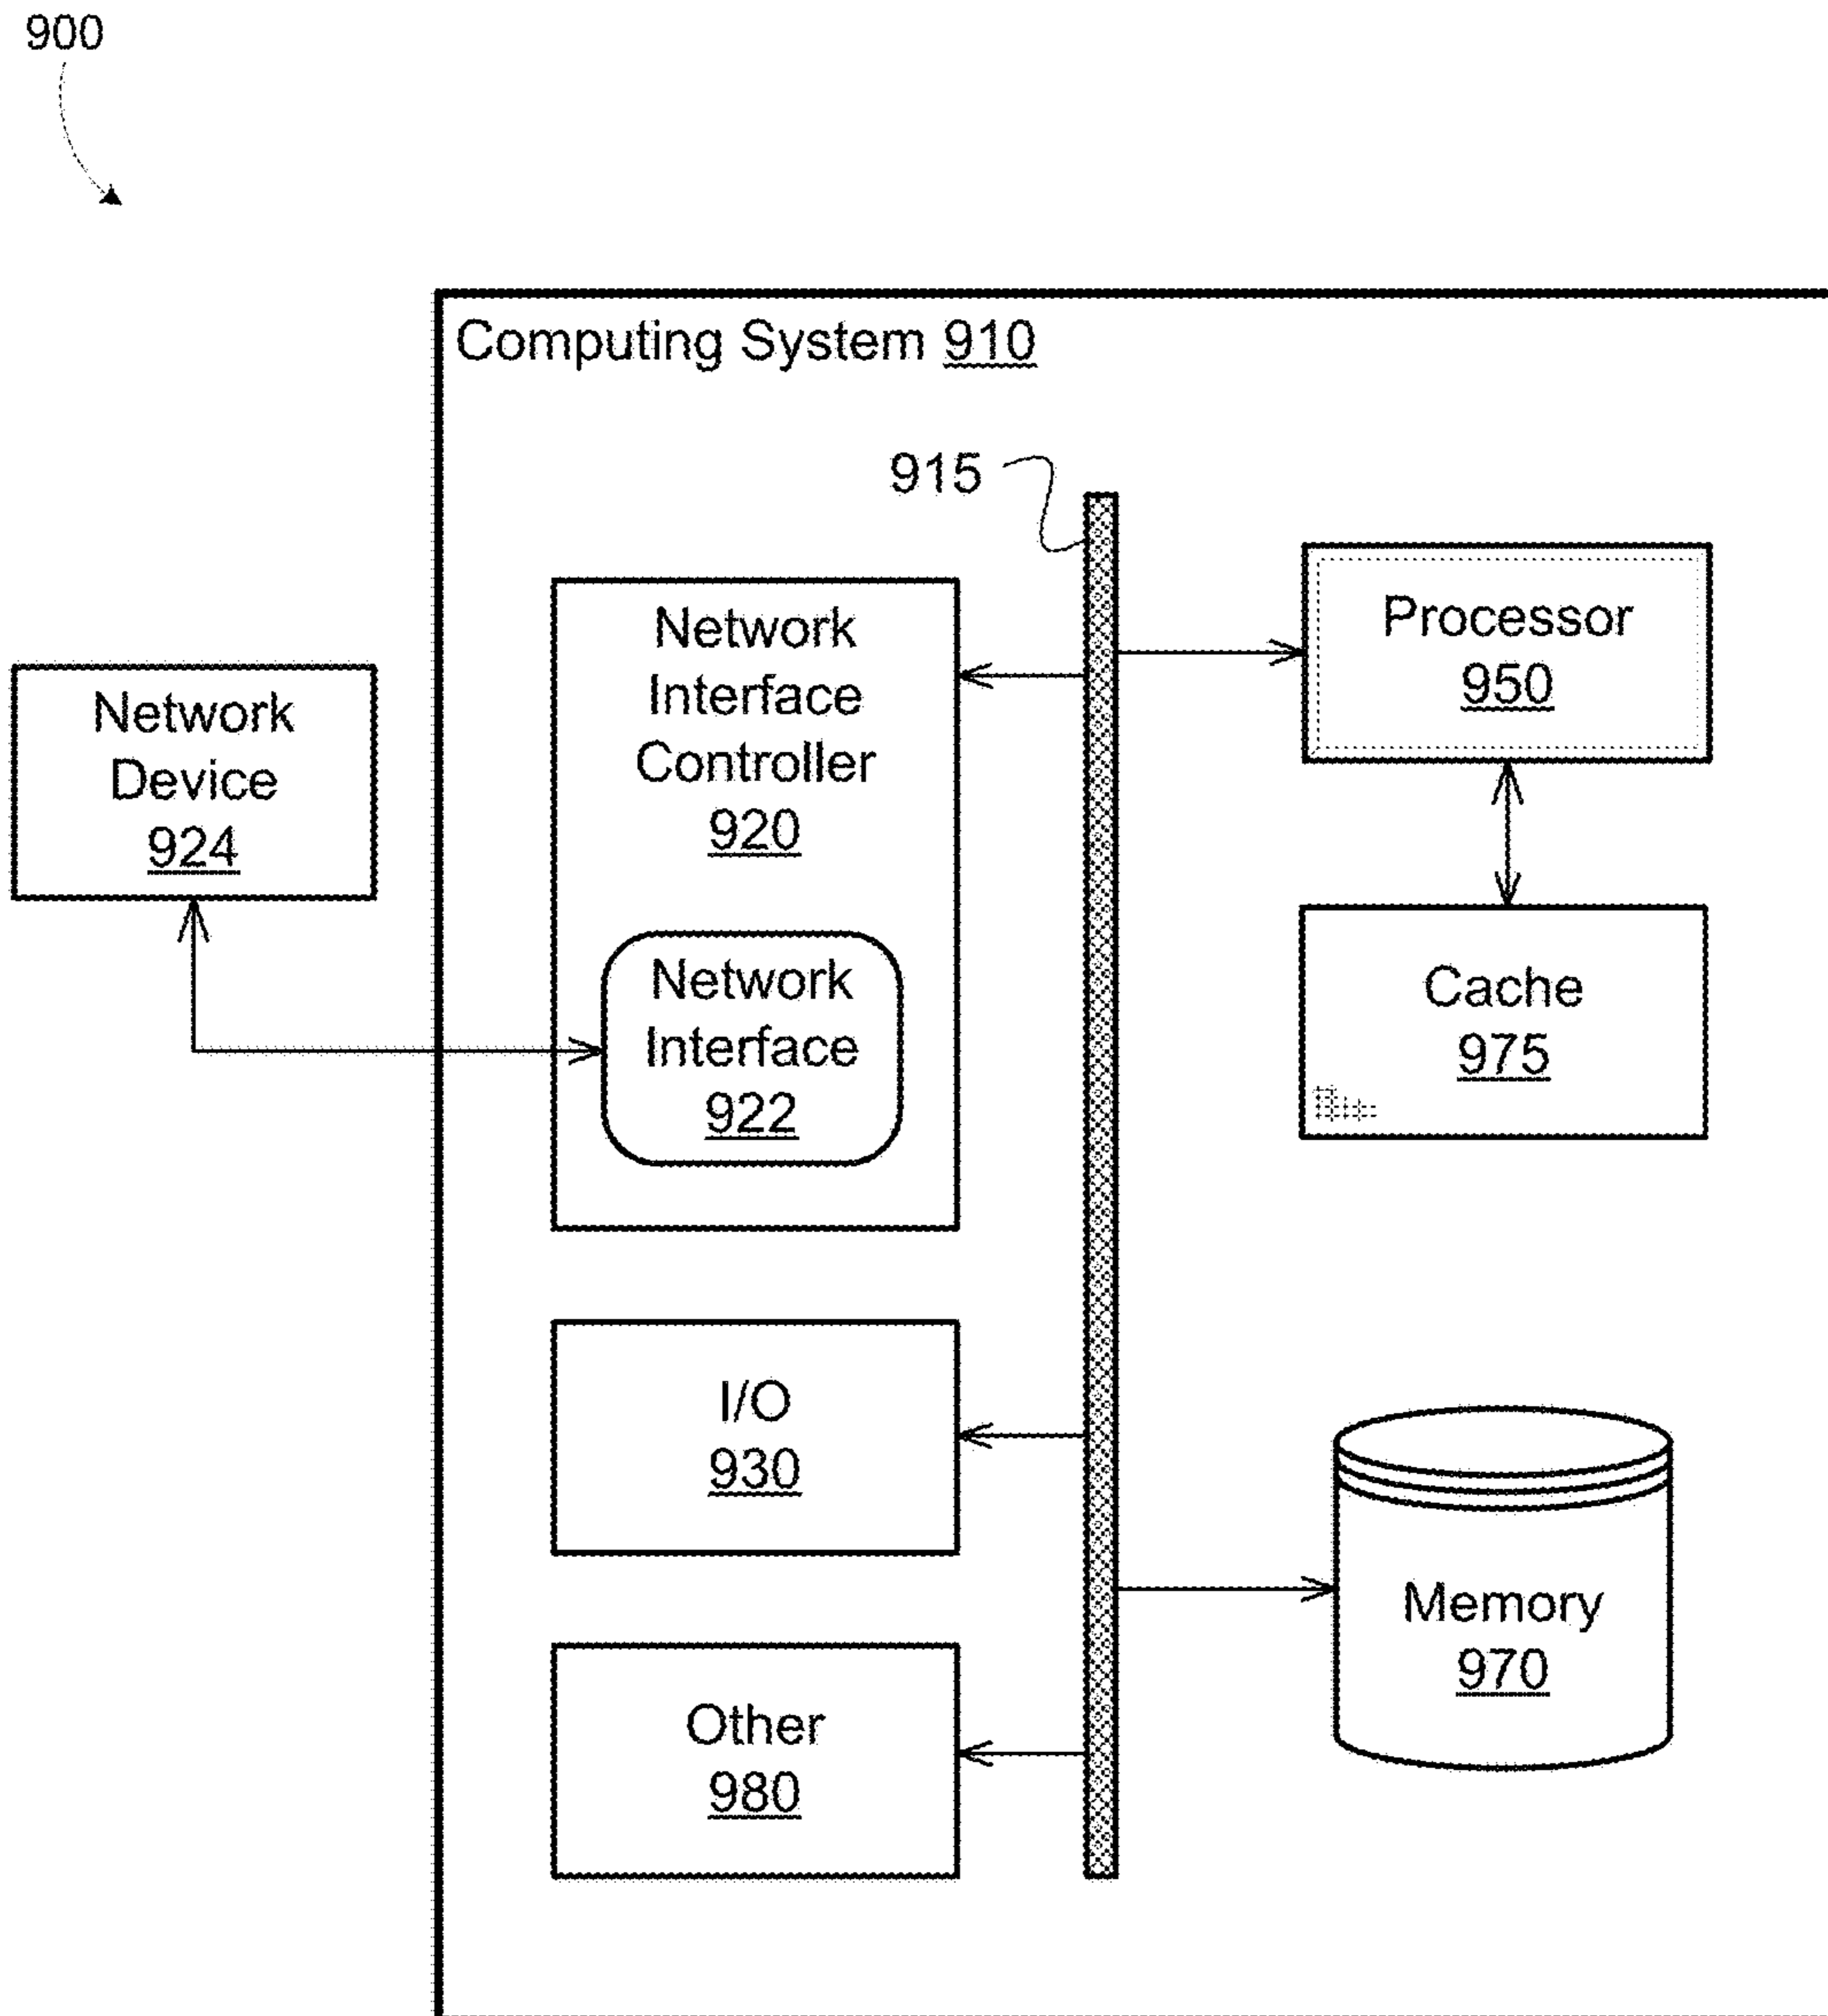 900
Computing System 910
915
Network
Interface
Controller
920
Processor
950
Network
Device
924
Network
Interface
922
Cache
975
I/O
930
Memory
970
Other
980